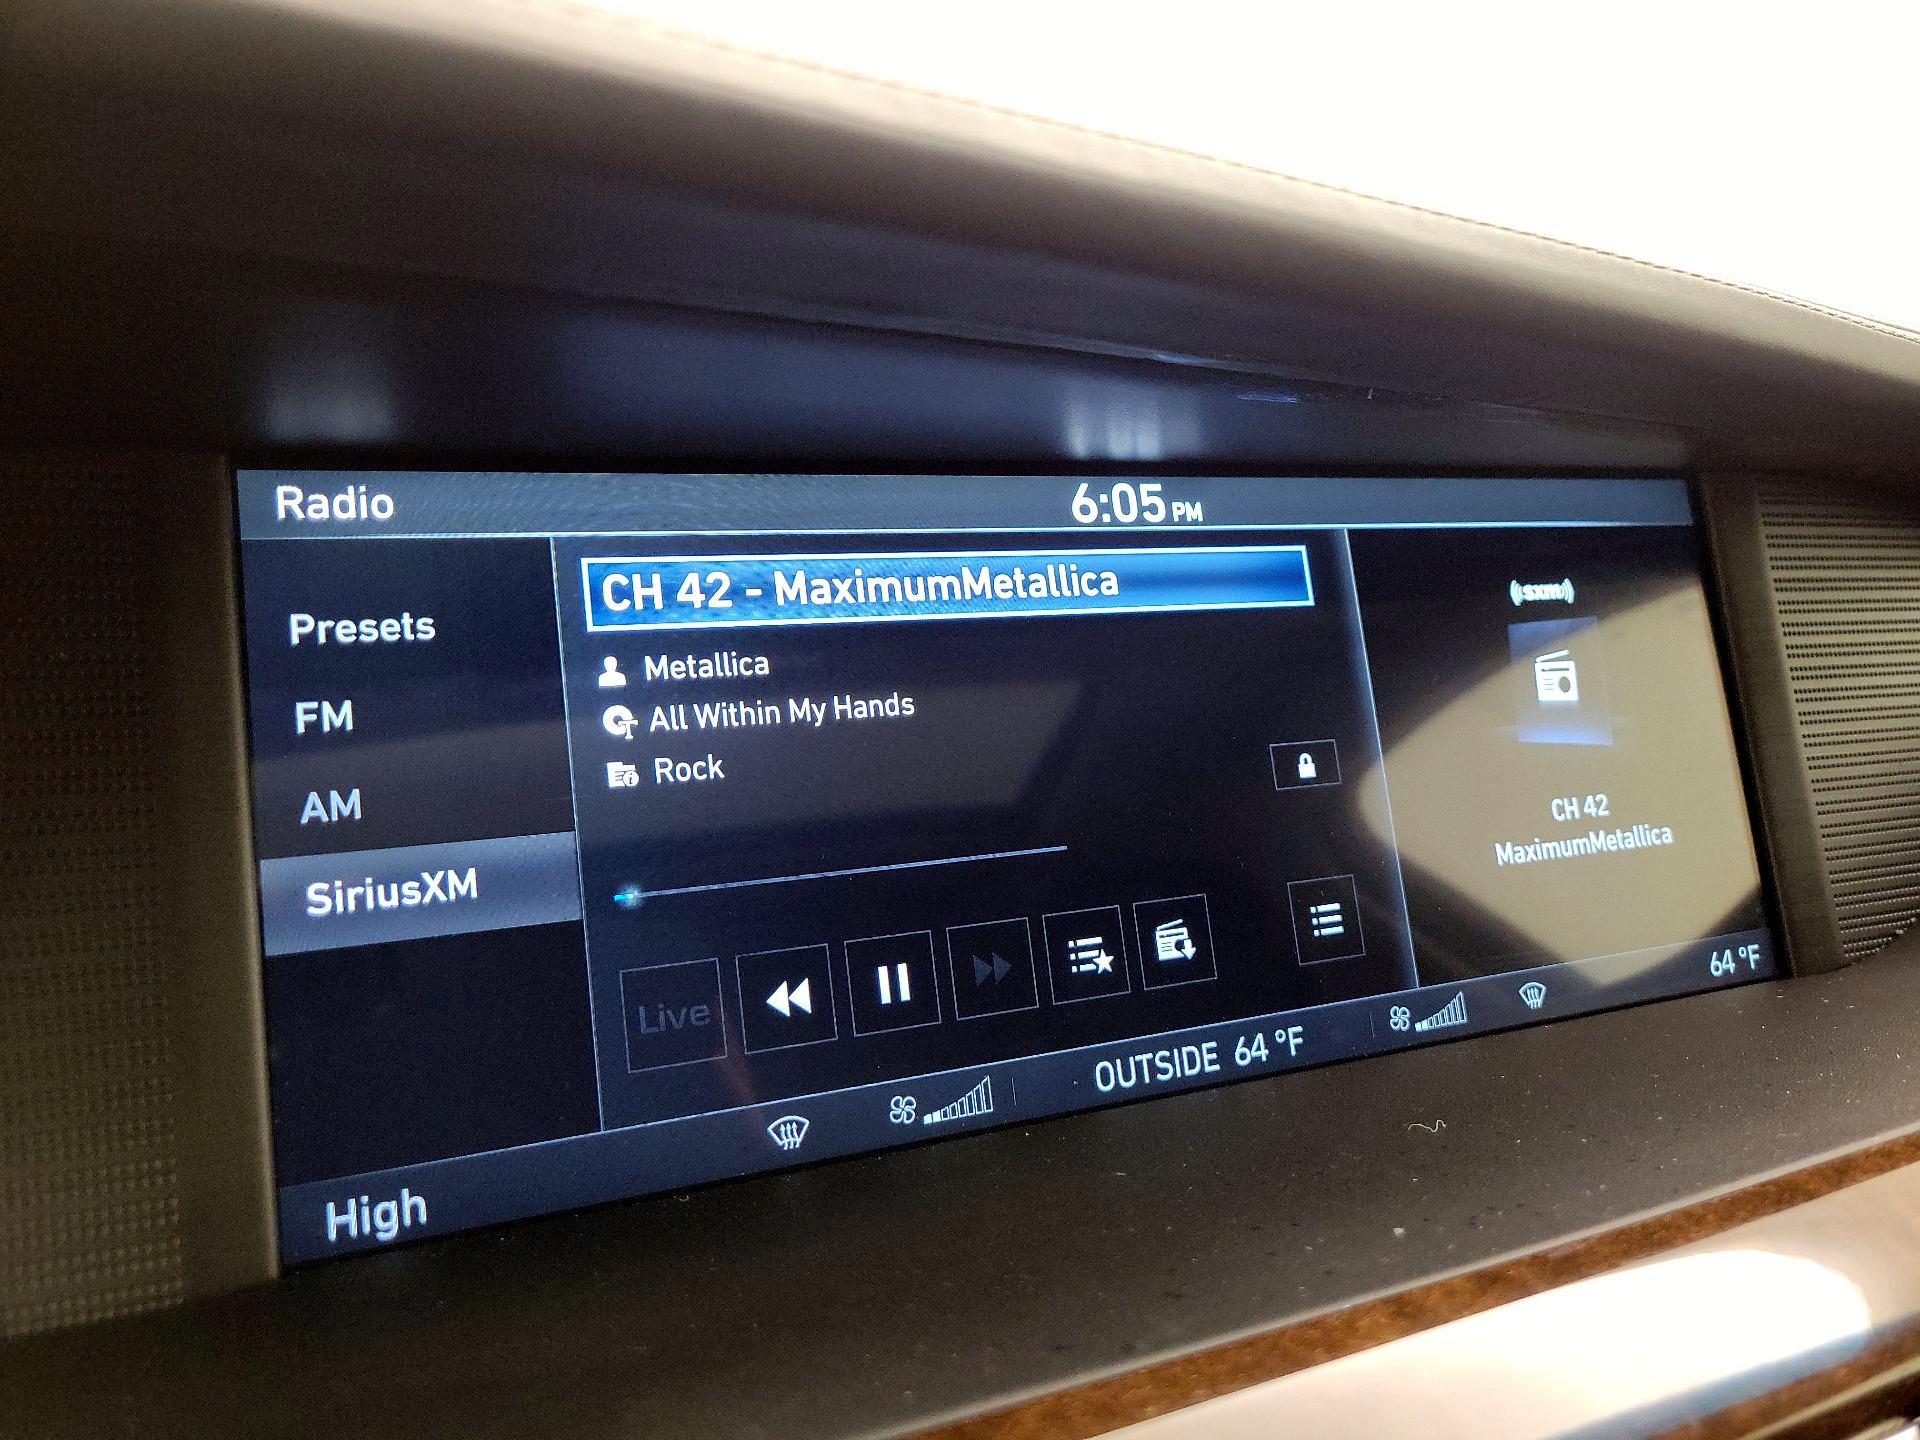 Radio
6:05 PM
Presets
FM
AM
SiriusXM
CH 42 - MaximumMetallica
Metallica
All Within My Hands
Rock
Live
((sxm))
CH 42
MaximumMetallica
High
OUTSIDE 64 °F
64 °F